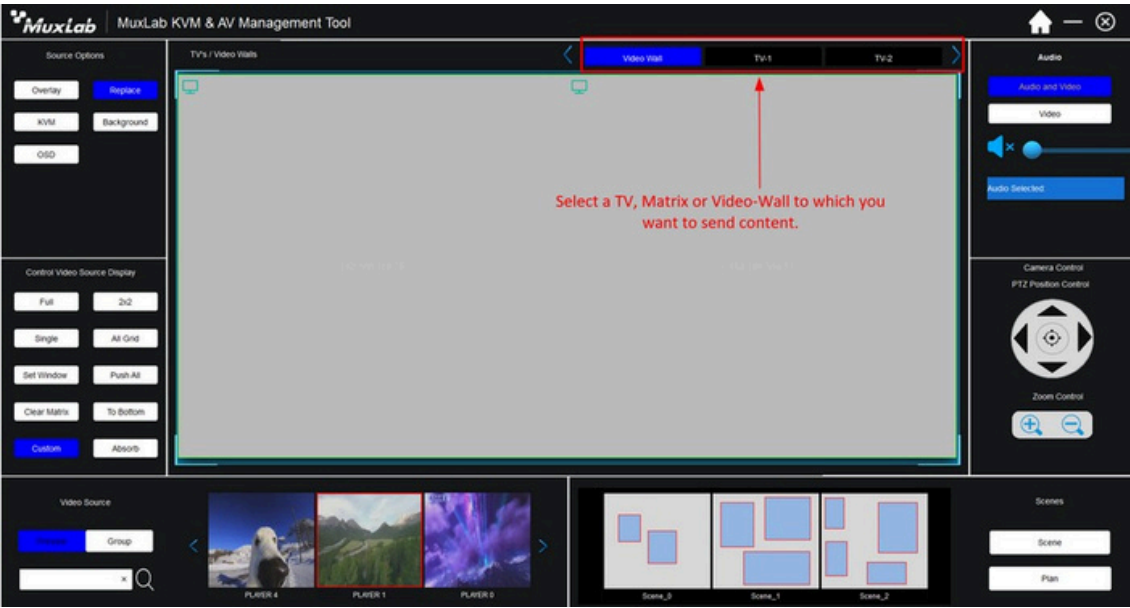 MuxLab MuxLab KVM & AV Management Tool
Source Options
Overlay Replace
KVM Background
OSD
TV's / Video Walls
Video Wall TV-1 TV-2
Select a TV, Matrix or Video-Wall to which you
want to send content.
Audio
Audio and Video
Video
Audio Selected:
Control Video Source Display
Full 2x2
Single All Grid
Set Window Push All
Clear Matrix To Bottom
Custom Absorb
Camera Control
PTZ Position Control
Zoom Control
Video Source
Group
PLAYER 4 PLAYER 1 PLAYER 0
Scene_0 Scene_1 Scene_2
Scenes
Scene
Plan